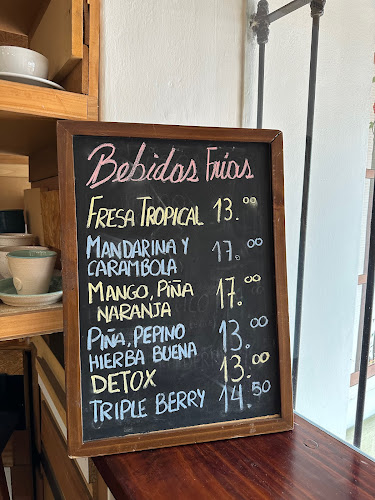 Bebidas Frías
FRESA TROPICAL 13.00
MANDARINA Y
CARAMBOLA 17.00
MANGO, PIÑA
NARANJA 17.00
PIÑA, PEPINO
HIERBA BUENA 13.00
DETOX 13.00
TRIPLE BERRY 14.50